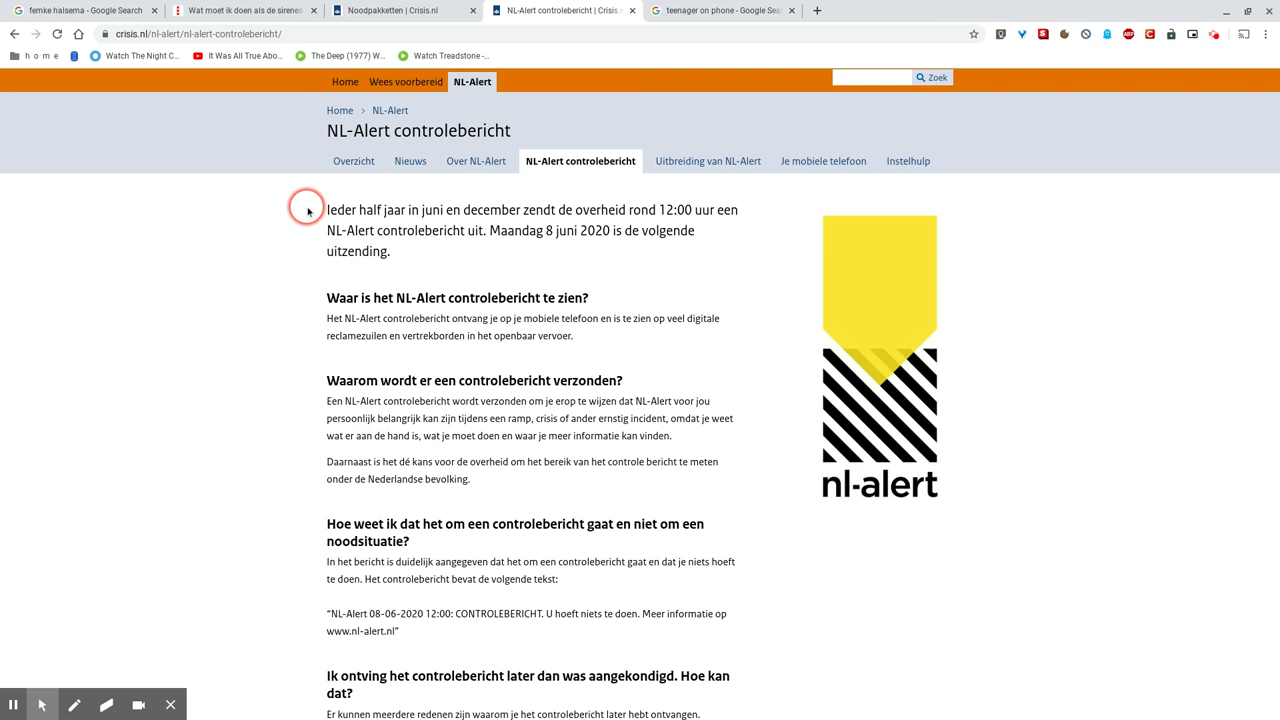 femke halsema - Google Search
Wat moet ik doen als de sirenes
Noodpakketten | Crisis.nl
NL-Alert controlebericht | Crisis.n
teenager on phone - Google Sea
crisis.nl/nl-alert/nl-alert-controlebericht/
h o m e
Watch The Night C...
It Was All True Abo...
The Deep (1977) W...
Watch Treadstone -...
Home
Wees voorbereid
NL-Alert
Zoek
Home > NL-Alert
NL-Alert controlebericht
Overzicht
Nieuws
Over NL-Alert
NL-Alert controlebericht
Uitbreiding van NL-Alert
Je mobiele telefoon
Instelhulp
Ieder half jaar in juni en december zendt de overheid rond 12:00 uur een
NL-Alert controlebericht uit. Maandag 8 juni 2020 is de volgende
uitzending.
Waar is het NL-Alert controlebericht te zien?
Het NL-Alert controlebericht ontvang je op je mobiele telefoon en is te zien op veel digitale
reclamezuilen en vertrekborden in het openbaar vervoer.
Waarom wordt er een controlebericht verzonden?
Een NL-Alert controlebericht wordt verzonden om je erop te wijzen dat NL-Alert voor jou
persoonlijk belangrijk kan zijn tijdens een ramp, crisis of ander ernstig incident, omdat je weet
wat er aan de hand is, wat je moet doen en waar je meer informatie kan vinden.
Daarnaast is het dé kans voor de overheid om het bereik van het controle bericht te meten
onder de Nederlandse bevolking.
Hoe weet ik dat het om een controlebericht gaat en niet om een
noodsituatie?
In het bericht is duidelijk aangegeven dat het om een controlebericht gaat en dat je niets hoeft
te doen. Het controlebericht bevat de volgende tekst:
“NL-Alert 08-06-2020 12:00: CONTROLEBERICHT. U hoeft niets te doen. Meer informatie op
www.nl-alert.nl”
Ik ontving het controlebericht later dan was aangekondigd. Hoe kan
dat?
Er kunnen meerdere redenen zijn waarom je het controlebericht later hebt ontvangen.
nl-alert